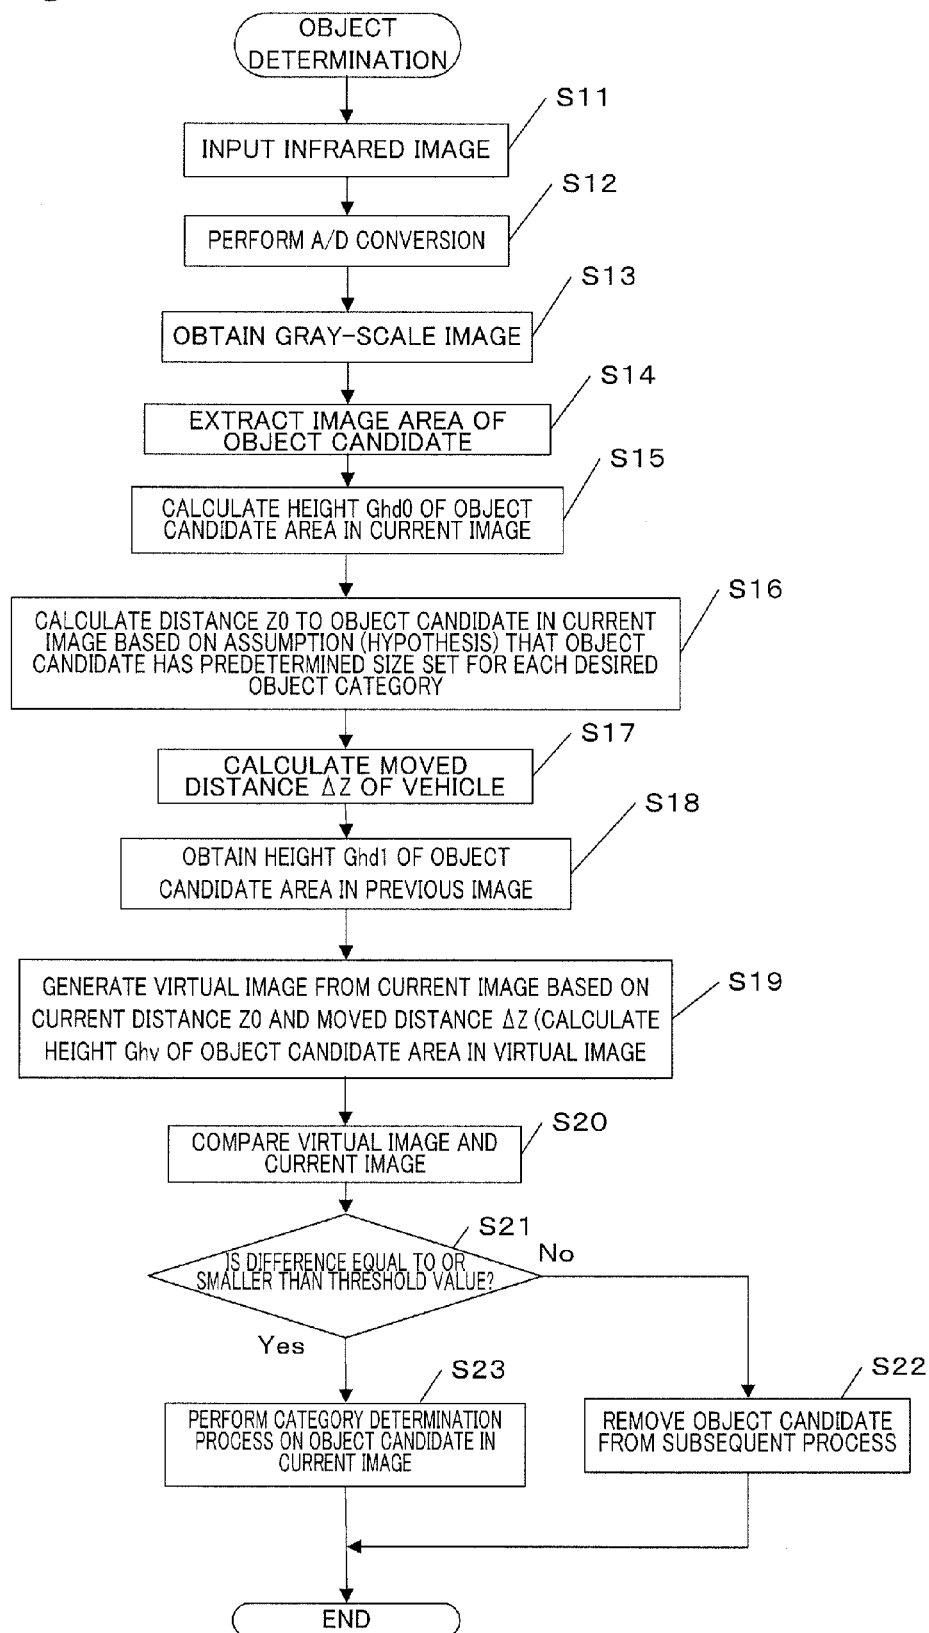 OBJECT
DETERMINATION
S11
INPUT INFRARED IMAGE
S12
PERFORM A/D CONVERSION
S13
OBTAIN GRAY-SCALE IMAGE
S14
EXTRACT IMAGE AREA OF
OBJECT CANDIDATE
S15
CALCULATE HEIGHT Ghd0 OF OBJECT
CANDIDATE AREA IN CURRENT IMAGE
S16
CALCULATE DISTANCE Z0 TO OBJECT CANDIDATE IN CURRENT
IMAGE BASED ON ASSUMPTION (HYPOTHESIS) THAT OBJECT
CANDIDATE HAS PREDETERMINED SIZE SET FOR EACH DESIRED
OBJECT CATEGORY
S17
CALCULATE MOVED
DISTANCE ΔZ OF VEHICLE
S18
OBTAIN HEIGHT Ghd1 OF OBJECT
CANDIDATE AREA IN PREVIOUS IMAGE
S19
GENERATE VIRTUAL IMAGE FROM CURRENT IMAGE BASED ON
CURRENT DISTANCE Z0 AND MOVED DISTANCE ΔZ (CALCULATE
HEIGHT Ghv OF OBJECT CANDIDATE AREA IN VIRTUAL IMAGE
S20
COMPARE VIRTUAL IMAGE AND
CURRENT IMAGE
S21
IS DIFFERENCE EQUAL TO OR
SMALLER THAN THRESHOLD VALUE?
No
Yes
S23
PERFORM CATEGORY DETERMINATION
PROCESS ON OBJECT CANDIDATE IN
CURRENT IMAGE
S22
REMOVE OBJECT CANDIDATE
FROM SUBSEQUENT PROCESS
END